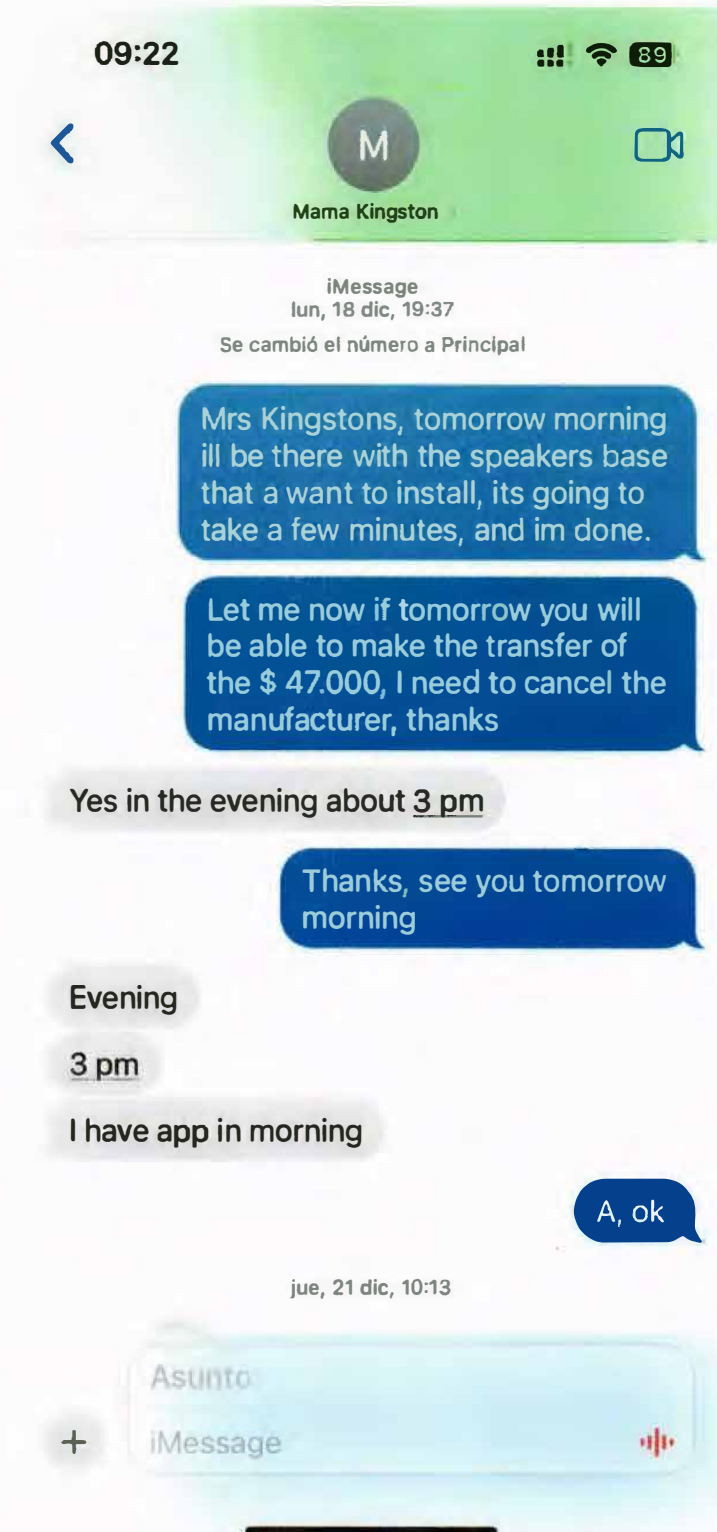 09:22
89
M
Mama Kingston
iMessage
lun, 18 dic, 19:37
Se cambió el número a Principal
Mrs Kingstons, tomorrow morning
ill be there with the speakers base
that a want to install, its going to
take a few minutes, and im done.
Let me now if tomorrow you will
be able to make the transfer of
the $ 47.000, I need to cancel the
manufacturer, thanks
Yes in the evening about 3 pm
Thanks, see you tomorrow
morning
Evening
3 pm
I have app in morning
A, ok
jue, 21 dic, 10:13
Asunto
iMessage